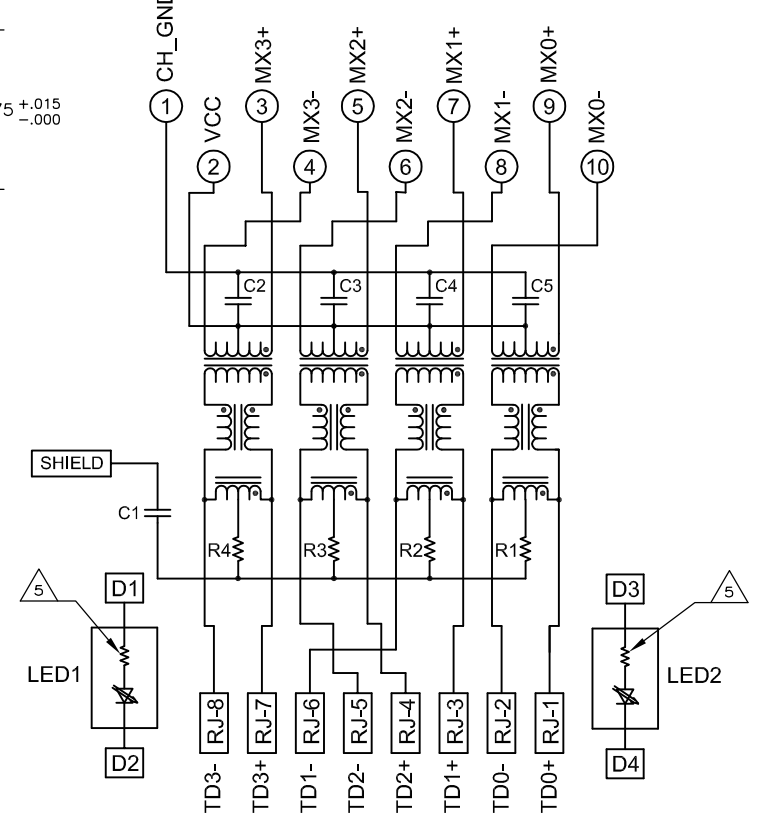 CH_GND
MX3+
MX2+
MX1+
MX0+
+.015
-.000
1
3
5
7
9
VCC
MX3-
MX2-
MX1-
MX0-
2
4
6
8
10
C2
C3
C4
C5
SHIELD
C1
R4
R3
R2
R1
5
D1
D3
5
LED1
LED2
RJ-8
RJ-7
RJ-6
RJ-5
RJ-4
RJ-3
RJ-2
RJ-1
D2
D4
TD3-
TD3+
TD1-
TD2-
TD2+
TD1+
TD0-
TD0+